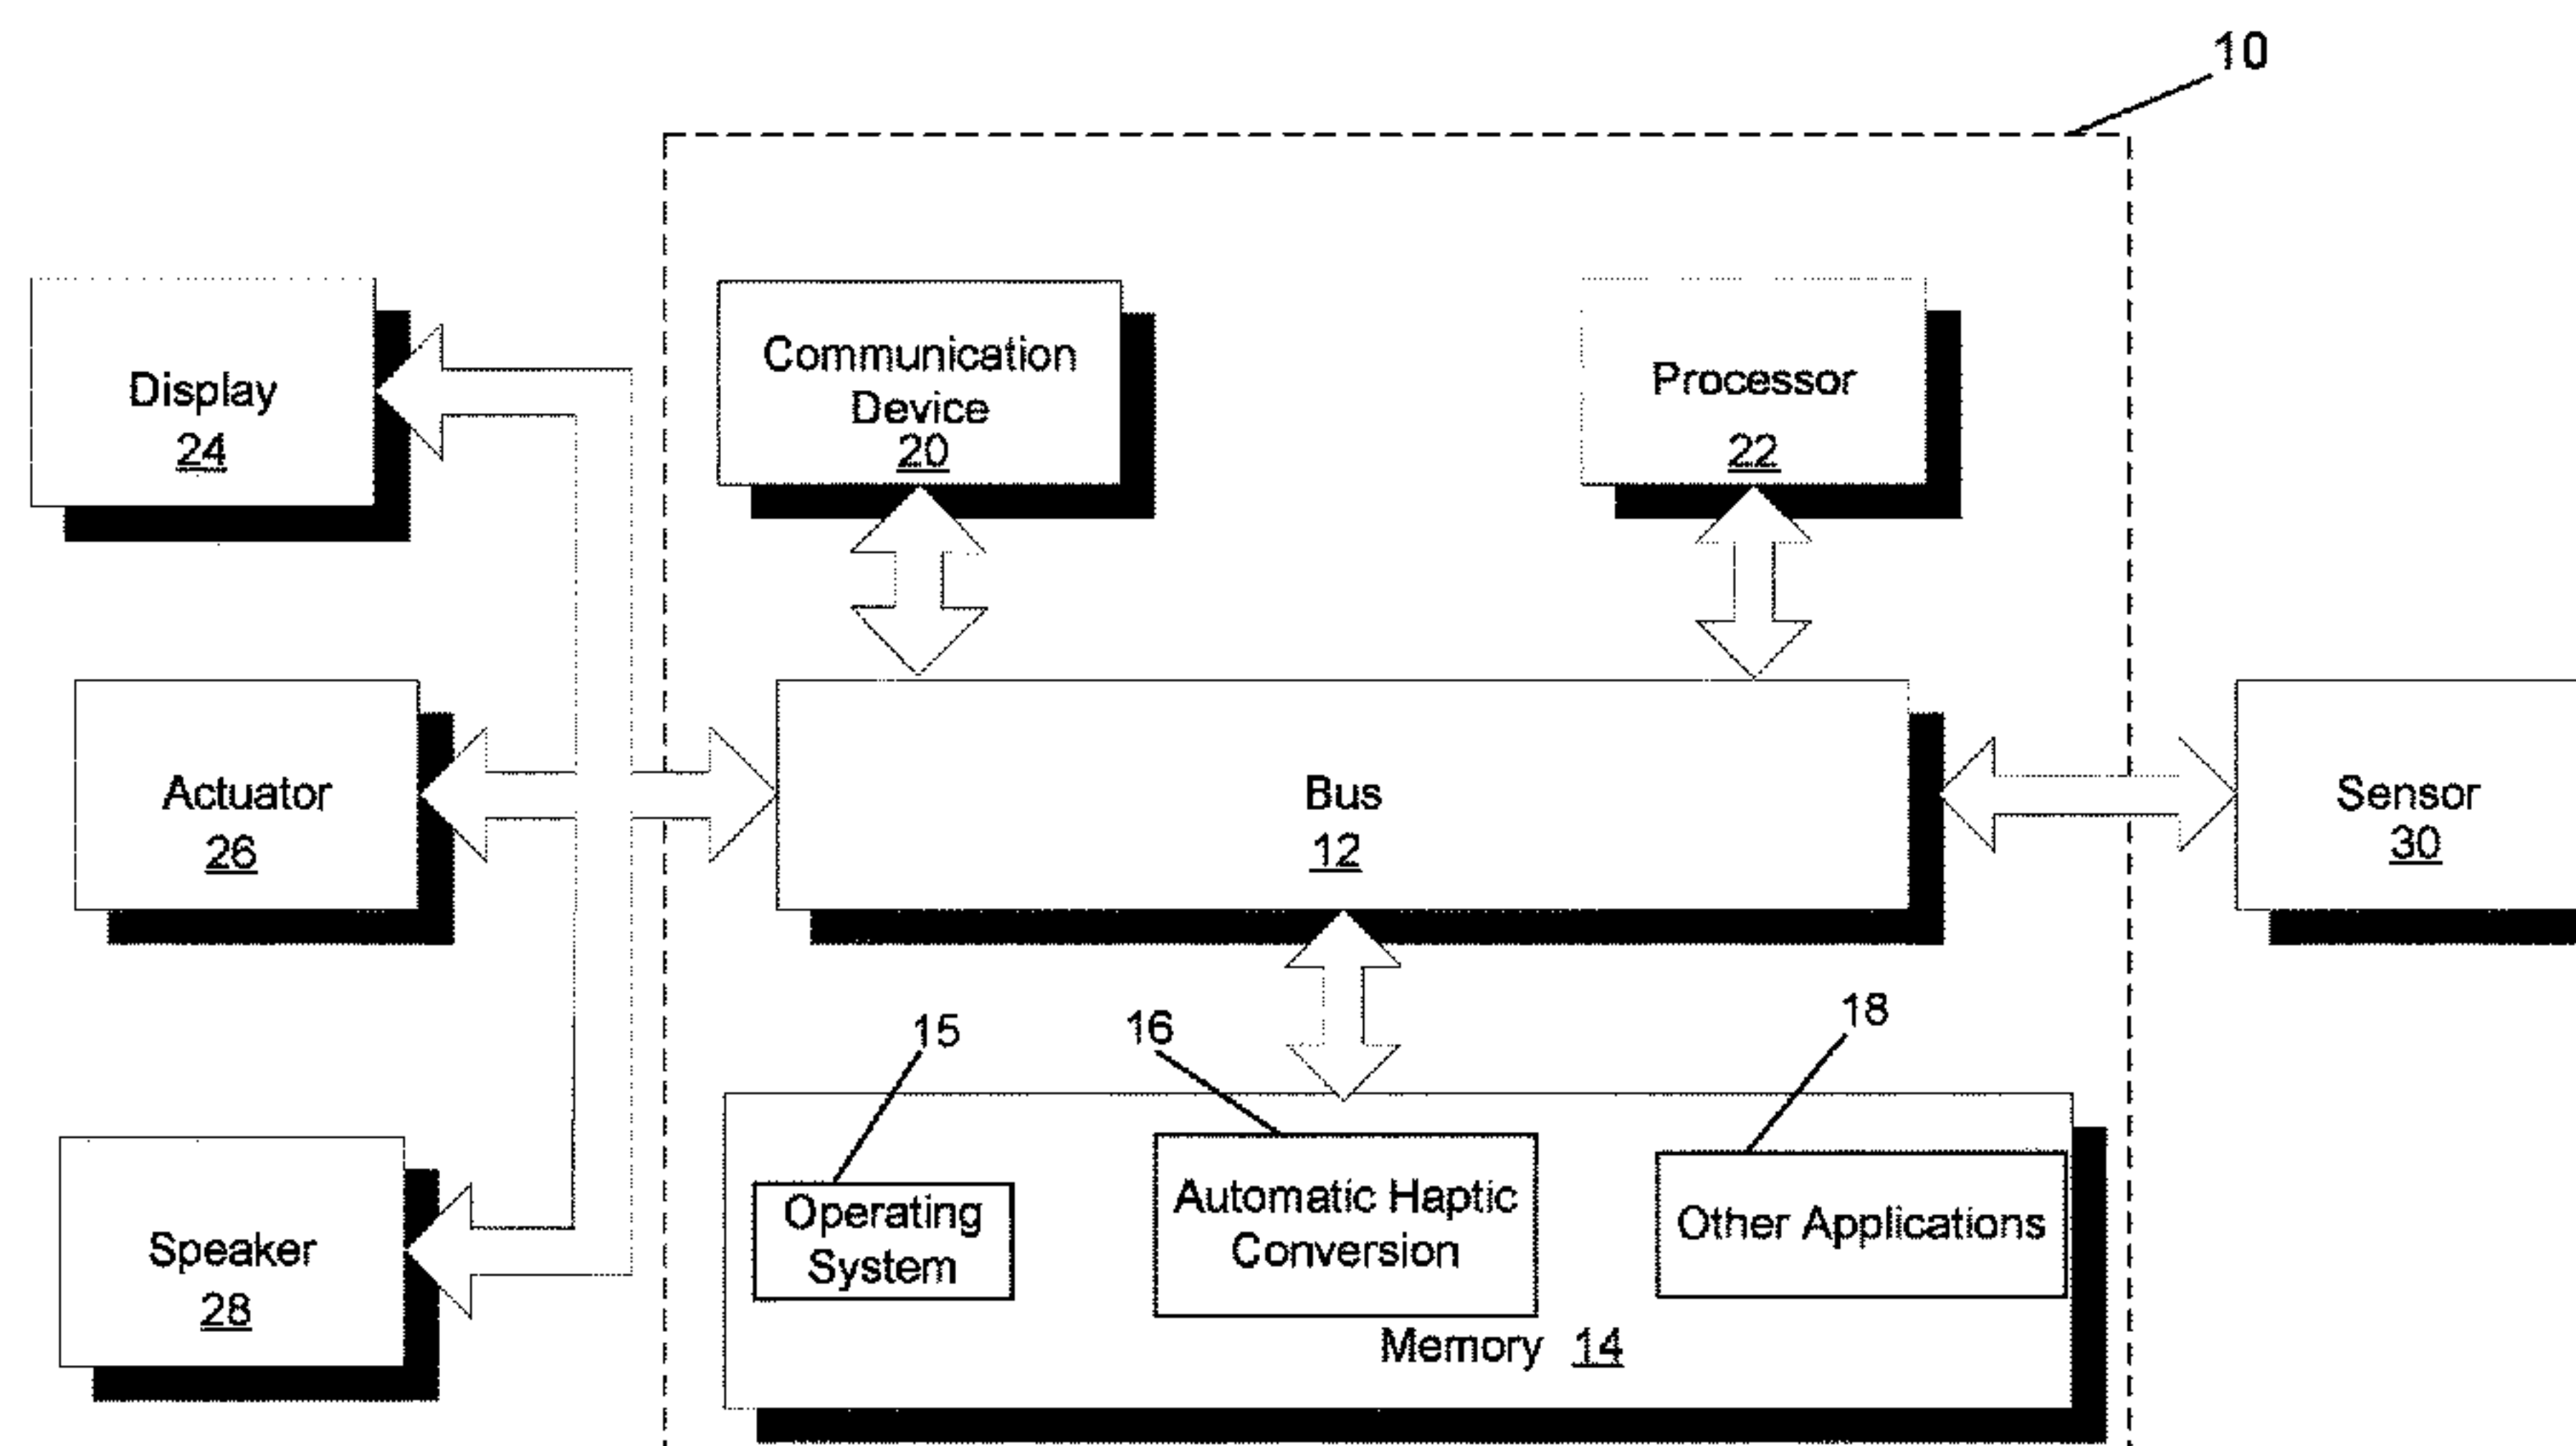 10
Communication
Device
20
Processor
22
Display
24
Actuator
26
Bus
12
Sensor
30
15
16
18
Operating
System
Automatic Haptic
Conversion
Other Applications
Memory 14
Speaker
28